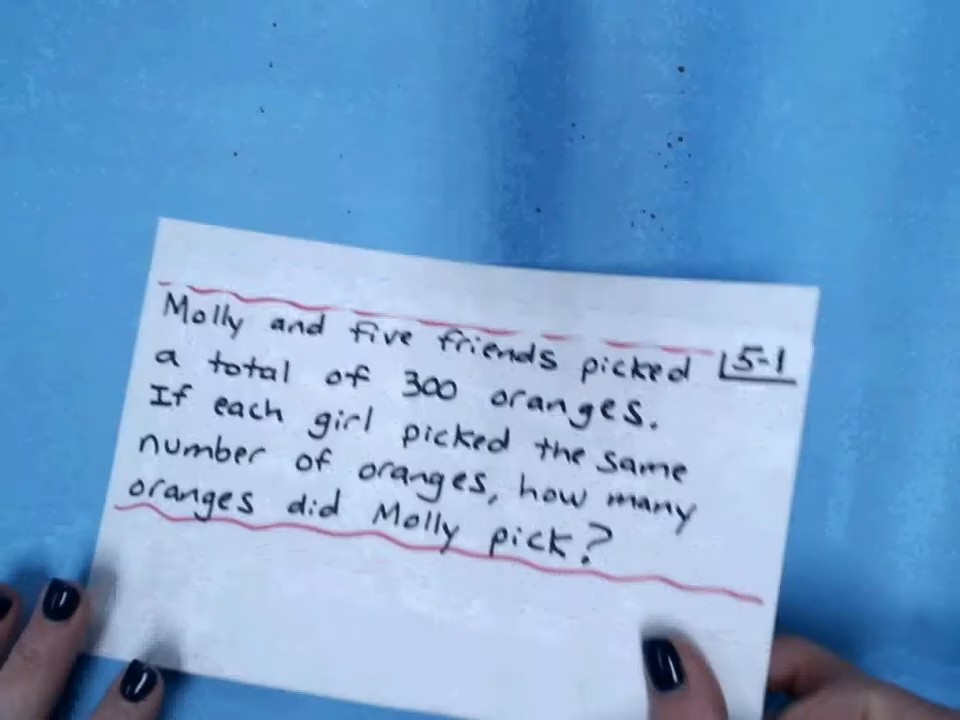 Molly and five friends picked
a total of 300 oranges.
If each girl picked the same
number of oranges, how many
oranges did Molly pick?
5-1